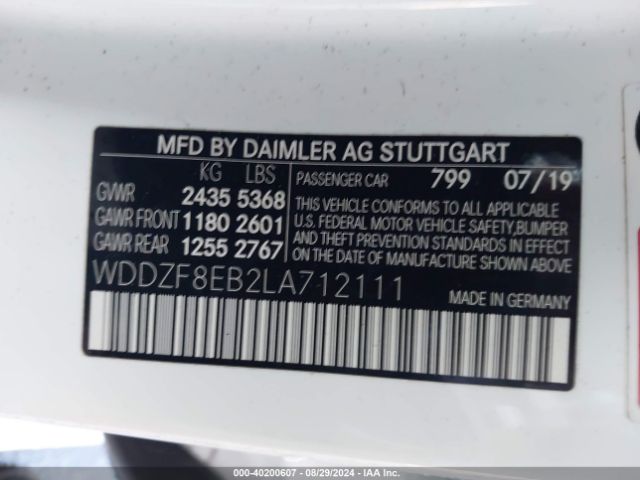 MFD BY DAIMLER AG STUTTGART
KG LBS
GVWR 2435 5368
GAWR FRONT 1180 2601
GAWR REAR 1255 2767
PASSENGER CAR 799 07/19
THIS VEHICLE CONFORMS TO ALL APPLICABLE
U.S. FEDERAL MOTOR VEHICLE SAFETY, BUMPER
AND THEFT PREVENTION STANDARDS IN EFFECT
ON THE DATE OF MANUFACTURE SHOWN ABOVE.
WDDZF8EB2LA712111
MADE IN GERMANY
000-40200607 - 08/29/2024 - IAA Inc.